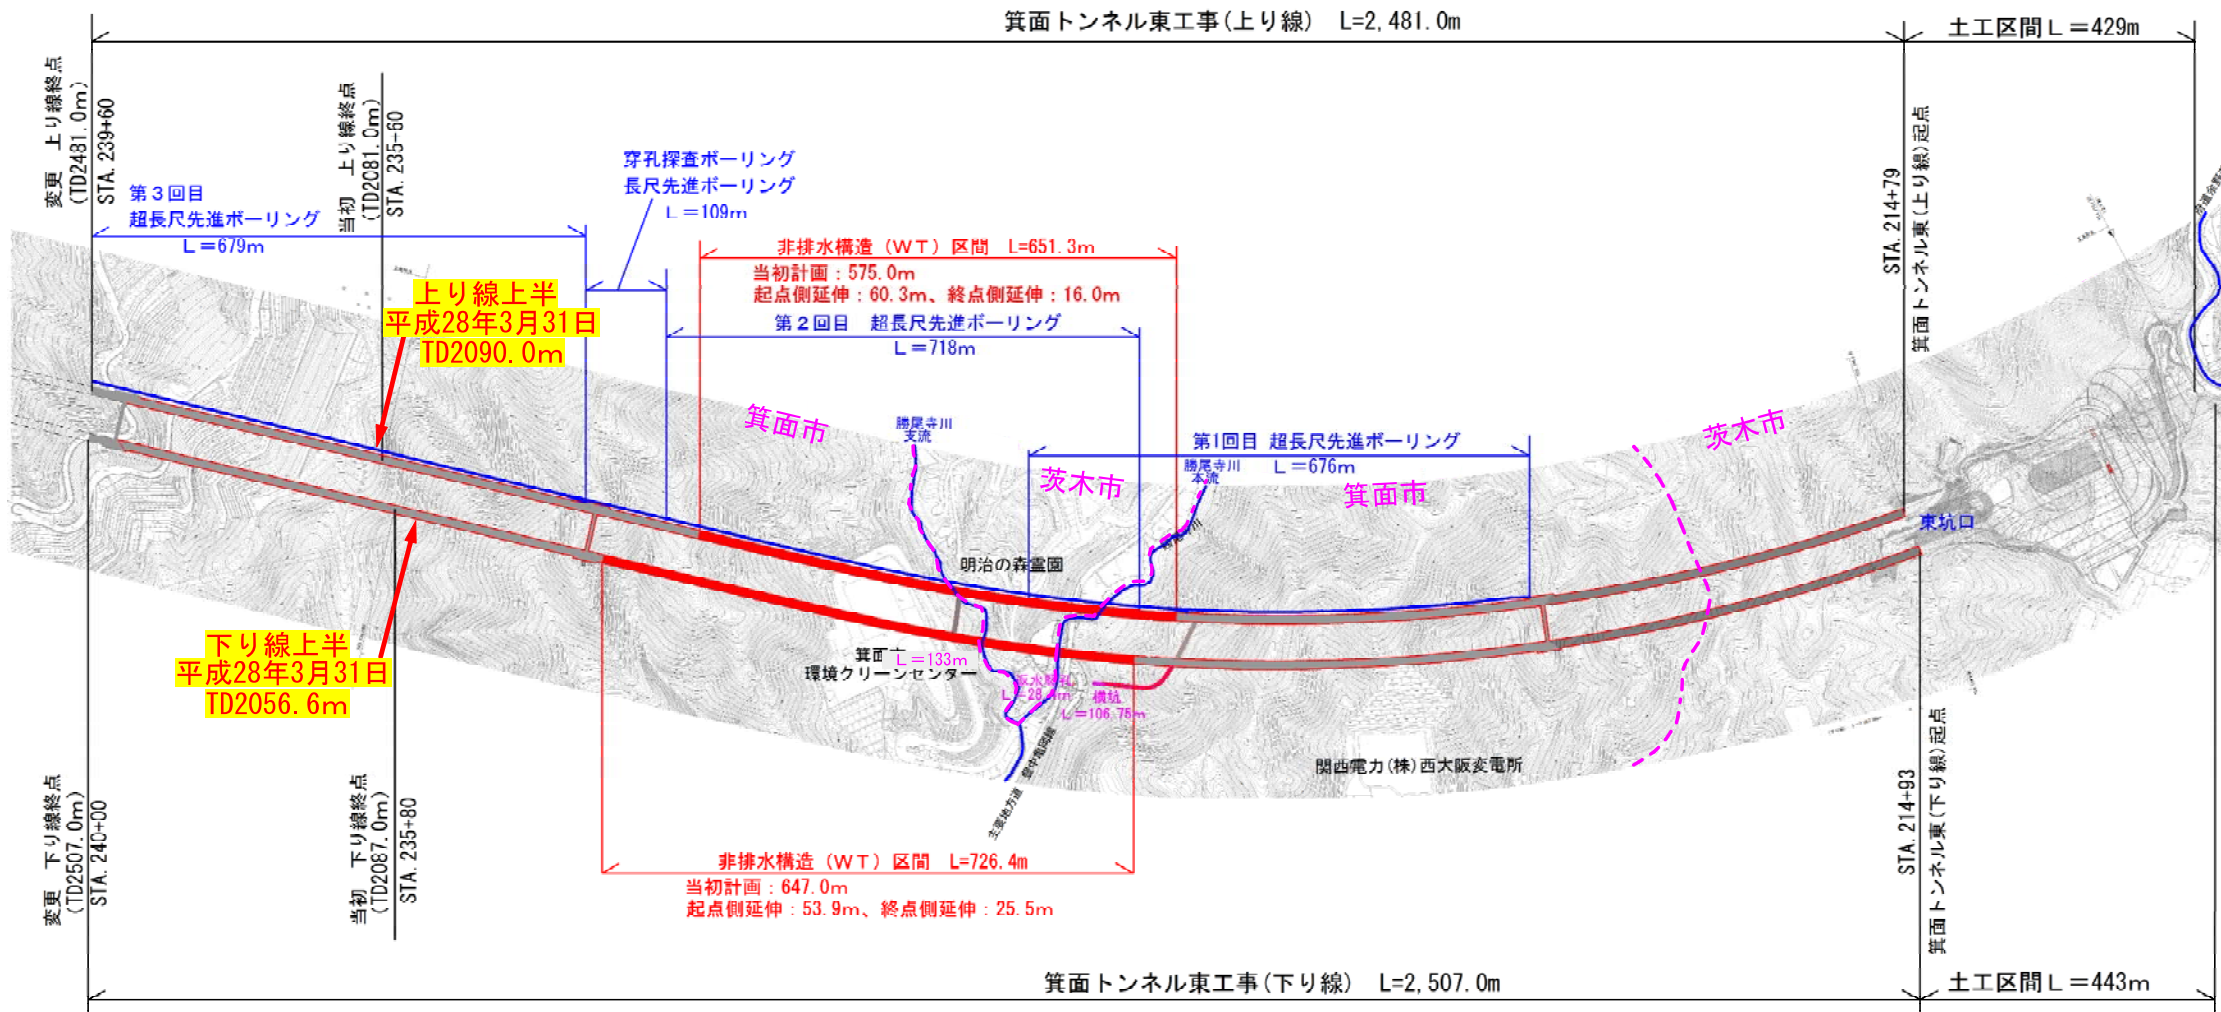 箕面トンネル東工事(上り線) L=2,481.0m
土工区間L=429m
変更 上り線終点
(TD2481.0m)
STA.239+60
当初 上り線終点
(TD2081.0m)
STA.235+60
第3回目
超長尺先進ボーリング
L=679m
穿孔探査ボーリング
長尺先進ボーリング
L=109m
非排水構造(WT)区間 L=651.3m
当初計画:575.0m
起点側延伸:60.3m、終点側延伸:16.0m
第2回目 超長尺先進ボーリング
L=718m
STA.214+79
箕面トンネル東(上り線)起点
上り線上半
平成28年3月31日
TD2090.0m
箕面市
勝尾寺川
支流
茨木市
第1回目 超長尺先進ボーリング
L=676m
勝尾寺川
本流
箕面市
茨木市
東坑口
明治の森霊園
下り線上半
平成28年3月31日
TD2056.6m
L=133m
環境クリーンセンター
横坑
L=106.75m
主要地方道
関西電力(株)西大阪変電所
変更 下り線終点
(TD2507.0m)
STA.240+00
当初 下り線終点
(TD2087.0m)
STA.235+80
非排水構造(WT)区間 L=726.4m
当初計画:647.0m
起点側延伸:53.9m、終点側延伸:25.5m
STA.214+93
箕面トンネル東(下り線)起点
箕面トンネル東工事(下り線) L=2,507.0m
土工区間L=443m